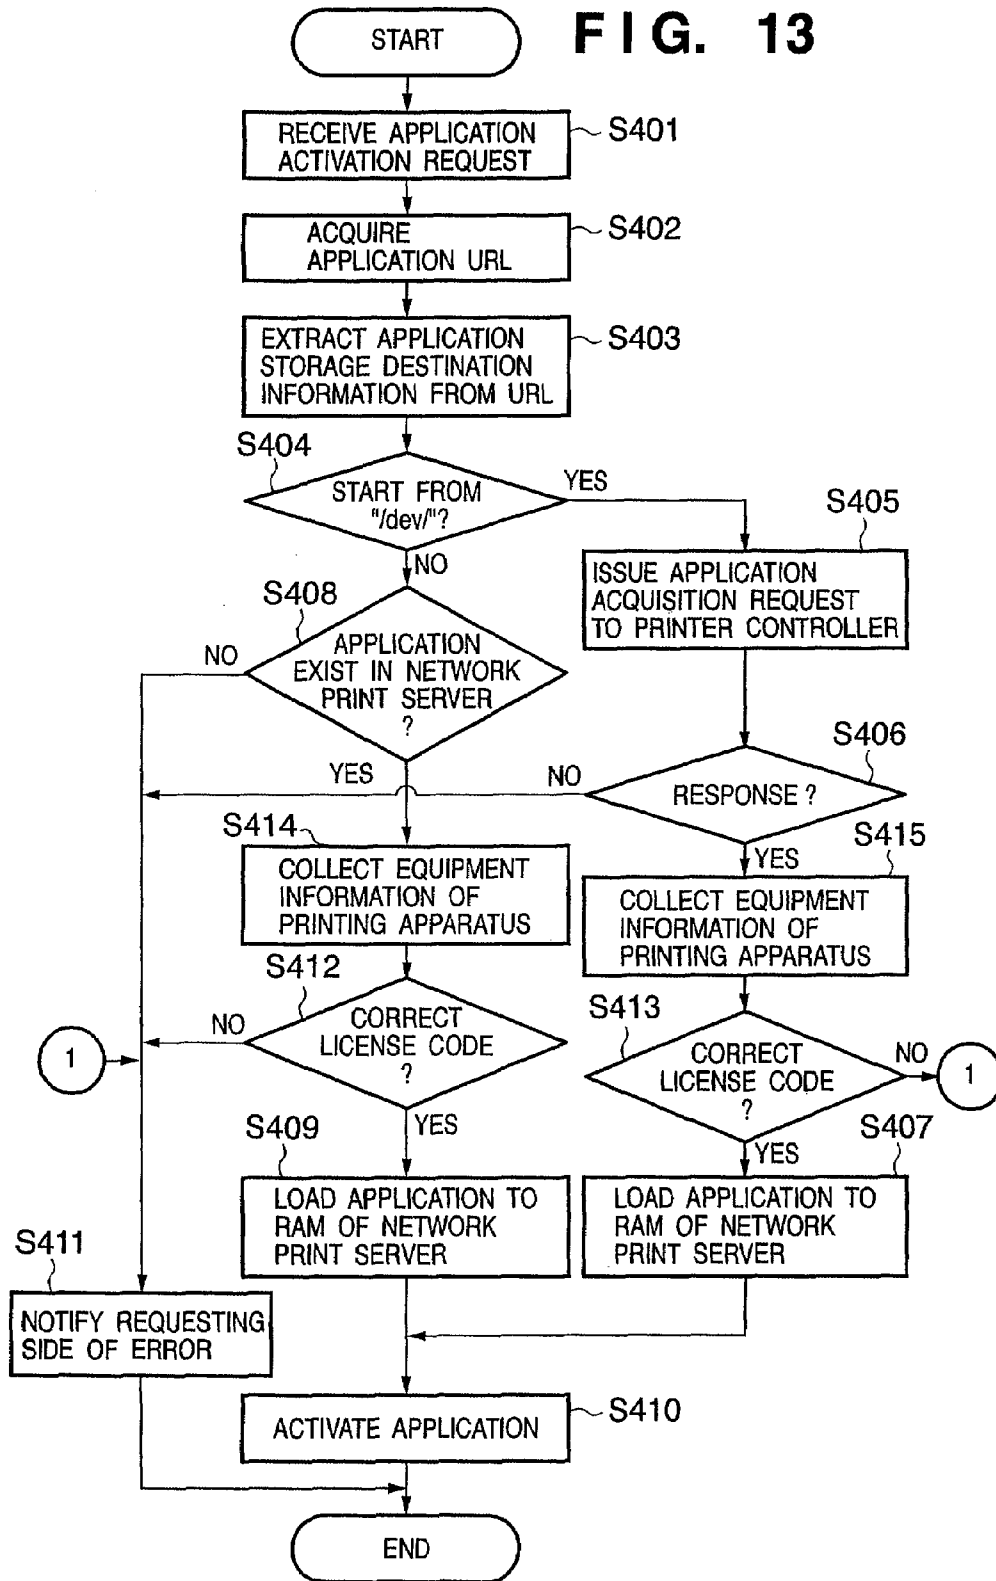 START
FIG. 13
RECEIVE APPLICATION
ACTIVATION REQUEST
S401
ACQUIRE
APPLICATION URL
S402
EXTRACT APPLICATION
STORAGE DESTINATION
INFORMATION FROM URL
S403
S404
START FROM
"/dev/"?
YES
NO
S405
ISSUE APPLICATION
ACQUISITION REQUEST
TO PRINTER CONTROLLER
S408
APPLICATION
EXIST IN NETWORK
PRINT SERVER
?
NO
YES
S406
RESPONSE ?
NO
YES
S414
COLLECT EQUIPMENT
INFORMATION OF
PRINTING APPARATUS
S415
COLLECT EQUIPMENT
INFORMATION OF
PRINTING APPARATUS
S412
CORRECT
LICENSE CODE
?
NO
YES
1
S413
CORRECT
LICENSE CODE
?
NO
1
YES
S409
LOAD APPLICATION TO
RAM OF NETWORK
PRINT SERVER
S407
LOAD APPLICATION TO
RAM OF NETWORK
PRINT SERVER
S411
NOTIFY REQUESTING
SIDE OF ERROR
ACTIVATE APPLICATION
S410
END